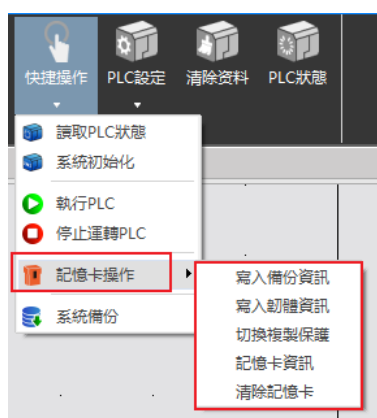 快捷操作
PLC設定
清除资料
PLC狀態
讀取PLC狀態
系统初始化
執行PLC
停止運轉PLC
記憶卡操作
系统備份
寫入備份資訊
寫入韌體資訊
切換複製保護
記憶卡資訊
清除記憶卡